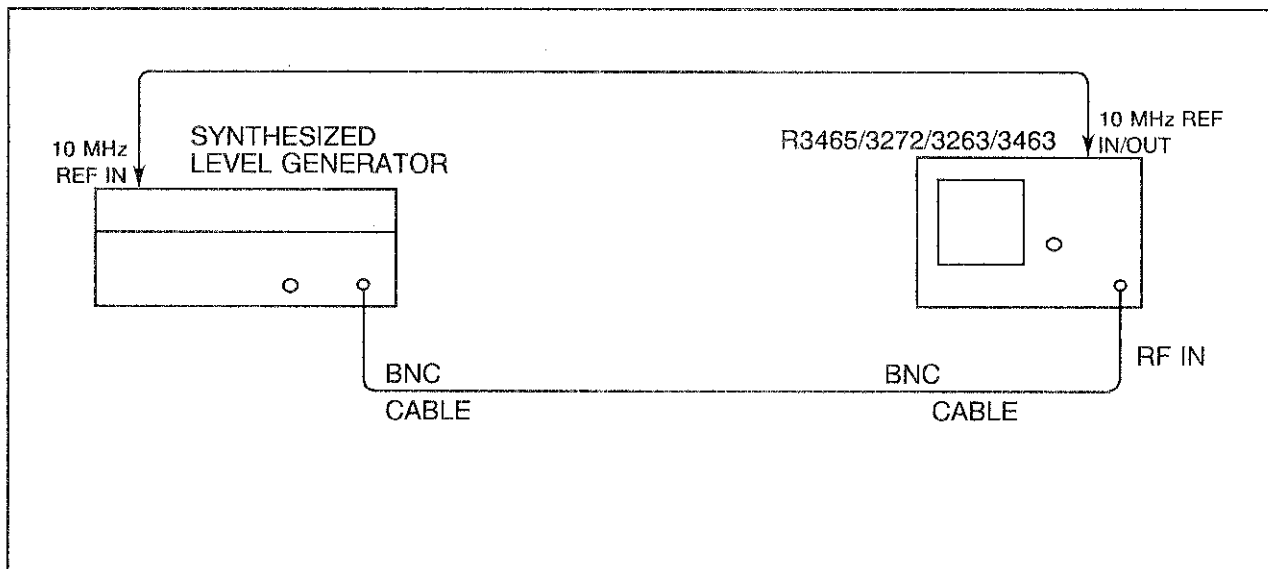 10 MHz
REF IN
SYNTHESIZED
LEVEL GENERATOR
R3465/3272/3263/3463
10 MHz REF
IN/OUT
RF IN
BNC
CABLE
BNC
CABLE